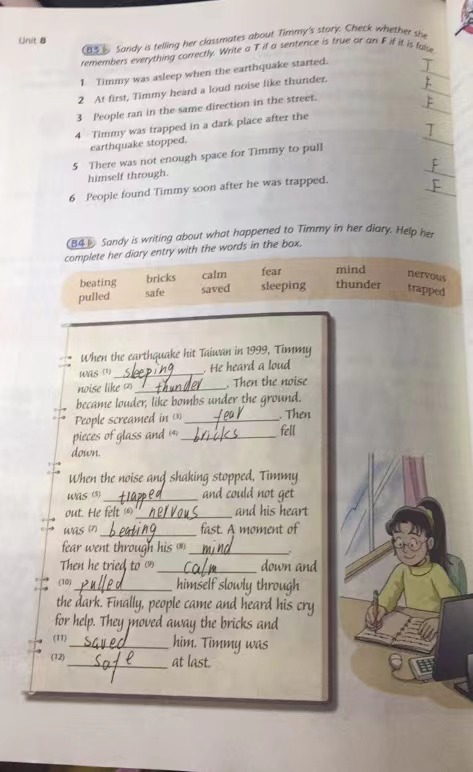 Unit 8
B3 b Sandy is telling her classmates about Timmy's story. Check whether she
remembers everything correctly. Write a T if a sentence is true or an F if it is false.
1 Timmy was asleep when the earthquake started. T
2 At first, Timmy heard a loud noise like thunder. F
3 People ran in the same direction in the street. F
4 Timmy was trapped in a dark place after the
earthquake stopped. T
5 There was not enough space for Timmy to pull
himself through. F
6 People found Timmy soon after he was trapped. F
B4 Sandy is writing about what happened to Timmy in her diary. Help her
complete her diary entry with the words in the box.
beating bricks calm fear mind nervous
pulled safe saved sleeping thunder trapped
When the earthquake hit Taiwan in 1999, Timmy
was (1) sleeping. He heard a loud
noise like (2) thunder. Then the noise
became louder, like bombs under the ground.
People screamed in (3) fear. Then
pieces of glass and (4) bricks fell
down.
When the noise and shaking stopped, Timmy
was (5) trapped and could not get
out. He felt (6) nervous and his heart
was (7) beating fast. A moment of
fear went through his (8) mind.
Then he tried to (9) calm down and
(10) pulled himself slowly through
the dark. Finally, people came and heard his cry
for help. They moved away the bricks and
(11) saved him. Timmy was
(12) safe at last.